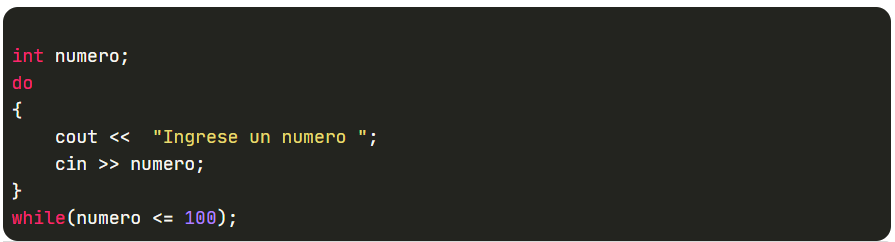 int numero;
do
{
    cout <<  "Ingrese un numero ";
    cin >> numero;
}
while(numero <= 100);